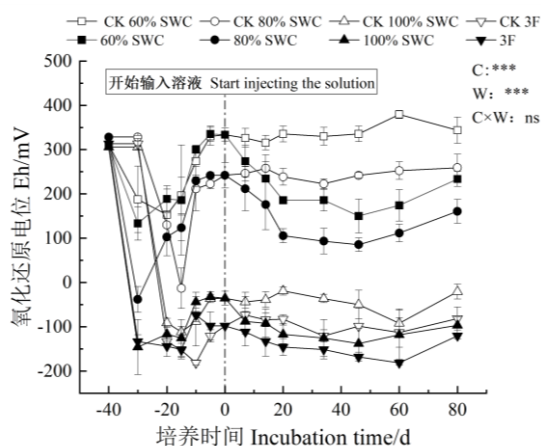 CK 60% SWC CK 80% SWC CK 100% SWC CK 3F
60% SWC 80% SWC 100% SWC 3F
500
400
300
200
100
0
-100
-200
氧化还原电位 Eh/mV
开始输入溶液 Start injecting the solution
C:***
W：***
C×W：ns
-40 -20 0 20 40 60 80
培养时间 Incubation time/d